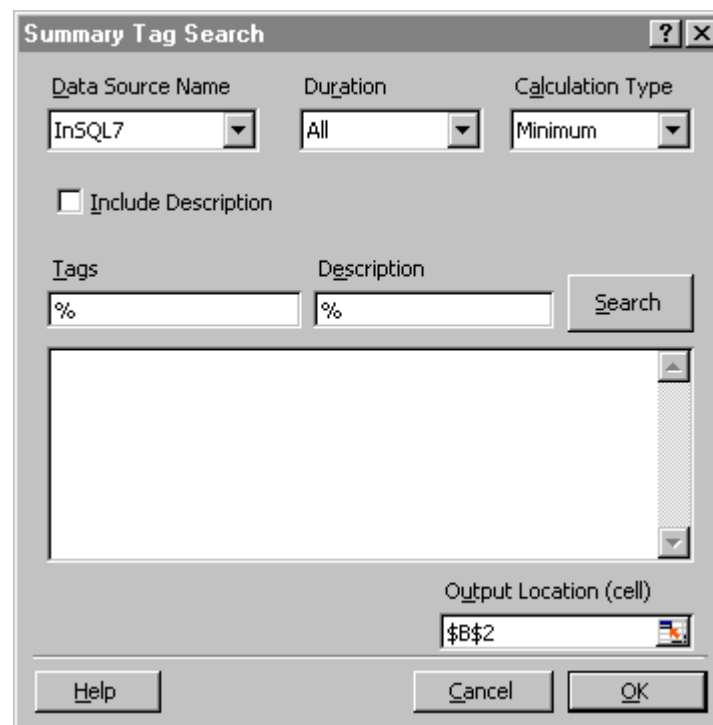 Summary Tag Search
Data Source Name Duration Calculation Type
InSQL7 All Minimum
Include Description
Tags Description
% % Search
Output Location (cell)
$B$2
Help Cancel OK